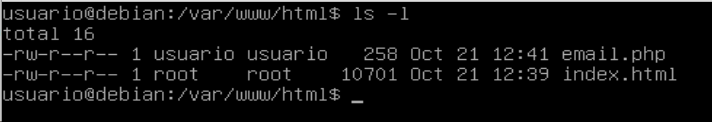 usuario@debian:/var/www/html$ ls -l
total 16
-rw-r--r-- 1 usuario usuario   258 Oct 21 12:41 email.php
-rw-r--r-- 1 root    root    10701 Oct 21 12:39 index.html
usuario@debian:/var/www/html$ _